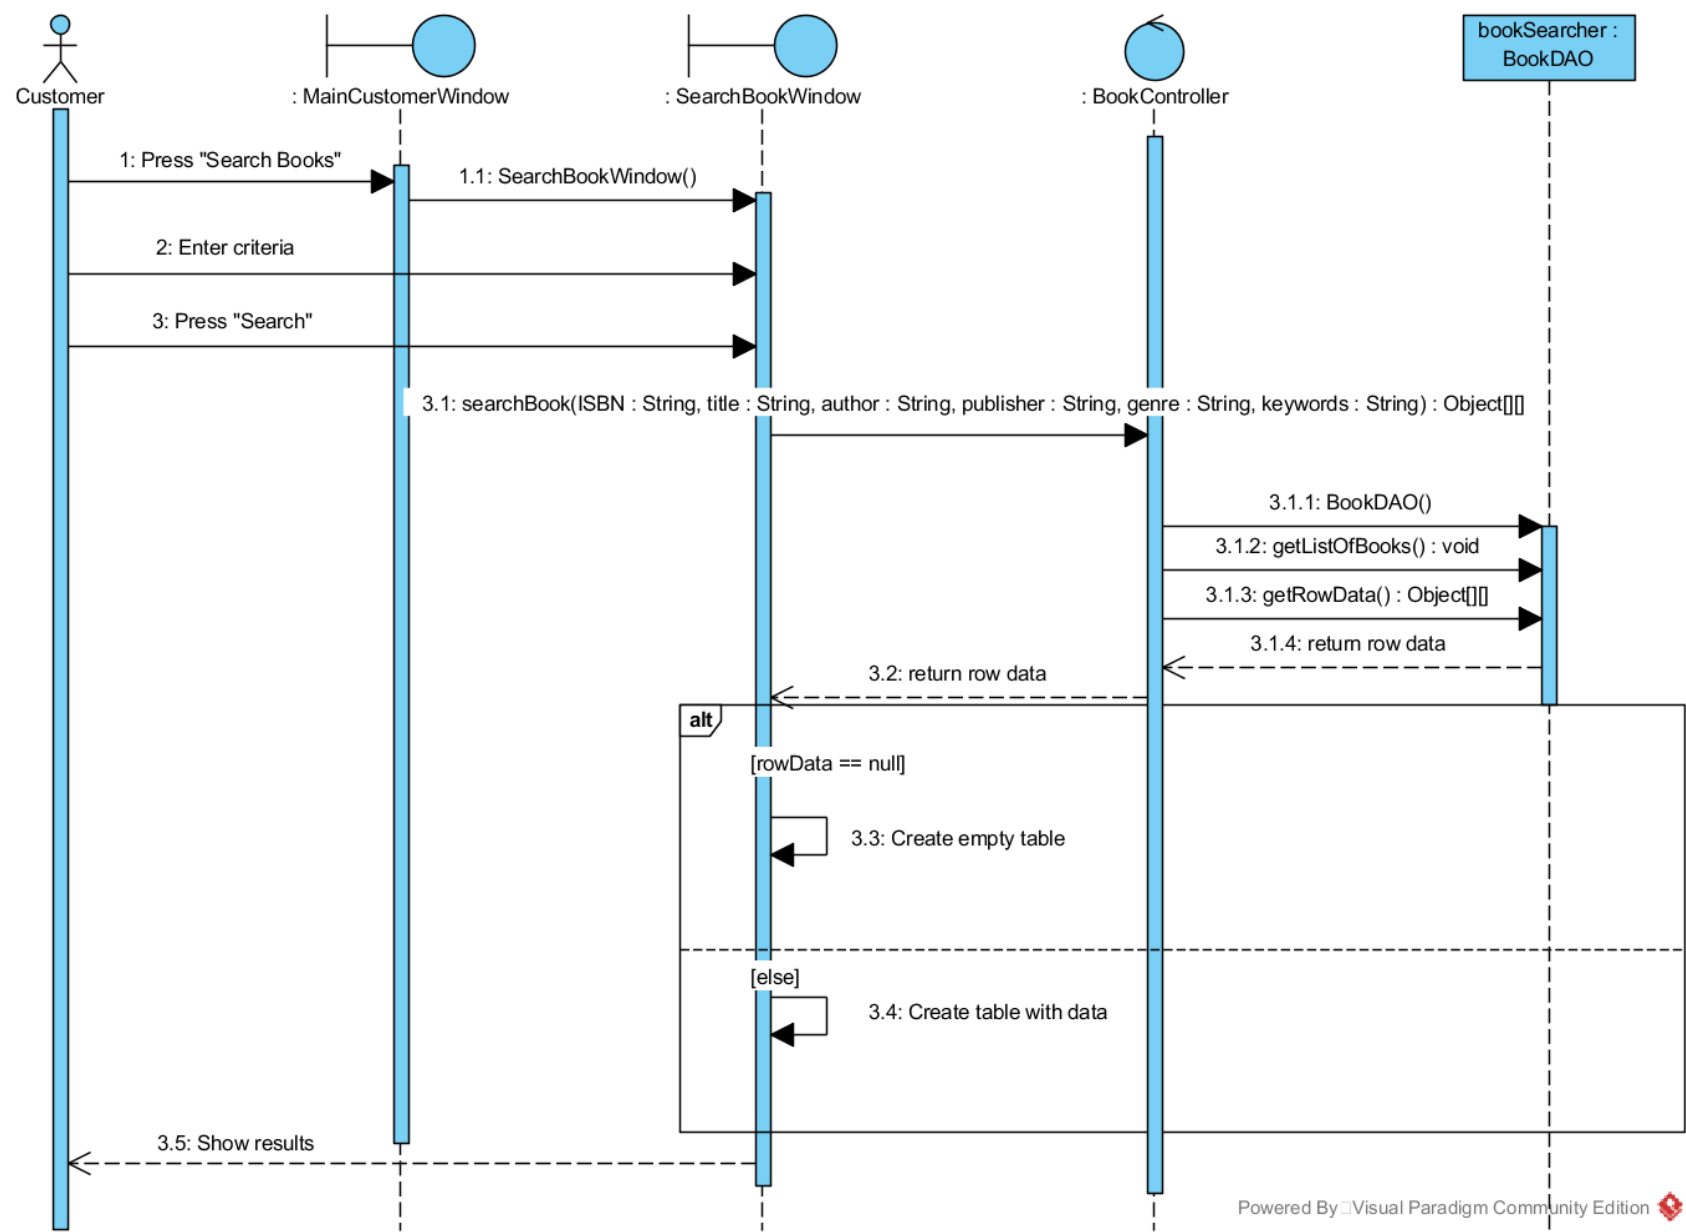 bookSearcher :
BookDAO
Customer
: MainCustomerWindow
: SearchBookWindow
: BookController
1: Press "Search Books"
1.1: SearchBookWindow()
2: Enter criteria
3: Press "Search"
3.1: searchBook(ISBN : String, title : String, author : String, publisher : String, genre : String, keywords : String) : Object[][]
3.1.1: BookDAO()
3.1.2: getListOfBooks() : void
3.1.3: getRowData() : Object[][]
3.1.4: return row data
3.2: return row data
alt
[rowData == null]
3.3: Create empty table
[else]
3.4: Create table with data
3.5: Show results
Powered By Visual Paradigm Community Edition